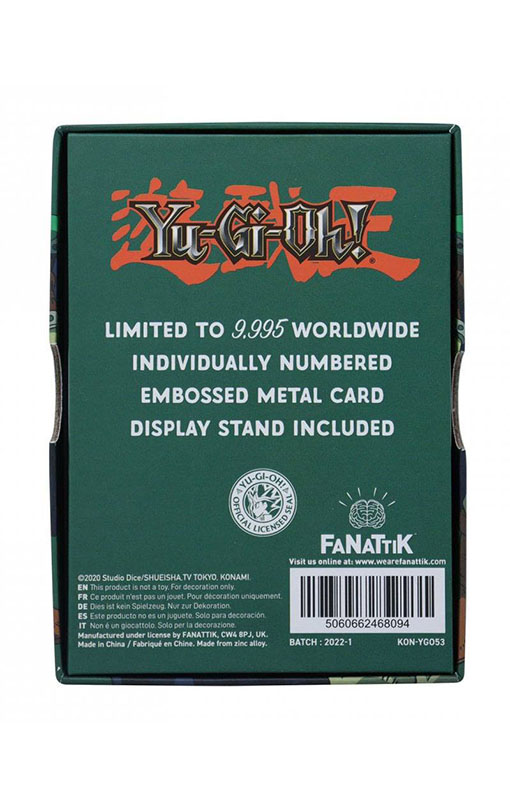 遊戯王
Yu-Gi-Oh!
®
LIMITED TO 9,995 WORLDWIDE
INDIVIDUALLY NUMBERED
EMBOSSED METAL CARD
DISPLAY STAND INCLUDED
YU-GI-OH!
OFFICIAL LICENSED SEAL
FANATTIK
Visit us online at: www.wearefanattik.com
©2020 Studio Dice/SHUEISHA,TV TOKYO, KONAMI.
EN This product is not a toy. For decoration only.
FR Ce produit n'est pas un jouet. Pour décoration uniquement.
DE Dies ist kein Spielzeug. Nur zur Dekoration.
ES Este producto no es un juguete. Solo para decoración.
IT Non é un giocattolo. Solo per la decorazione.
Manufactured under license by FANATTIK, CW4 8PJ, UK.
Made in China / Fabriqué en Chine. Made from zinc alloy.
5060662468094
BATCH : 2022-1 KON-YGO53